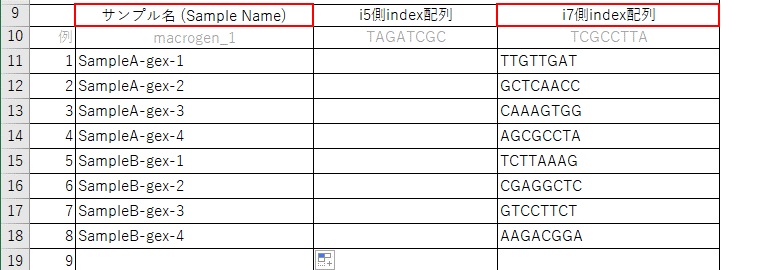 9 サンプル名 (Sample Name) i5側index配列 i7側index配列
10 例 macrogen_1 TAGATCGC TCGCCTTA
11 1 SampleA-gex-1 TTGTTGAT
12 2 SampleA-gex-2 GCTCAACC
13 3 SampleA-gex-3 CAAAGTGG
14 4 SampleA-gex-4 AGCGCCTA
15 5 SampleB-gex-1 TCTTAAAG
16 6 SampleB-gex-2 CGAGGCTC
17 7 SampleB-gex-3 GTCCTTCT
18 8 SampleB-gex-4 AAGACGGA
19 9